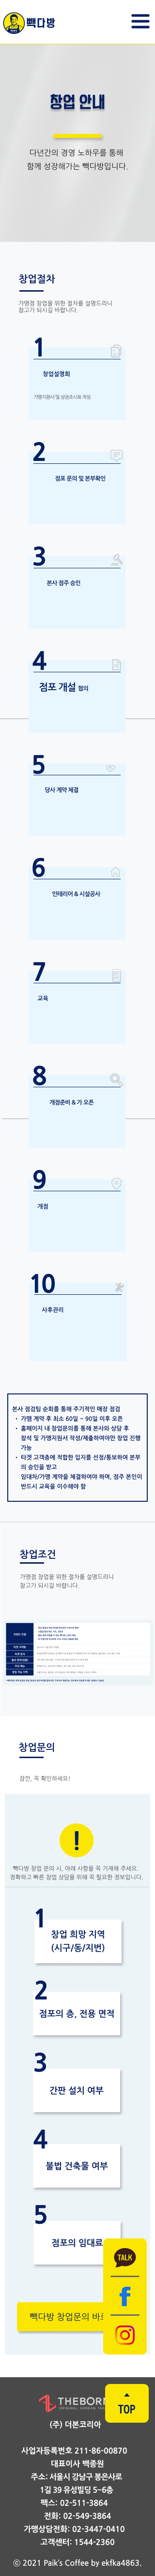 빽다방
창업 안내
다년간의 경영 노하우를 통해
함께 성장해가는 빽다방입니다.
창업절차
가맹점 창업을 위한 절차를 설명드리니
참고가 되시길 바랍니다.
1
창업설명회
가맹지원서 및 상권조사표 작성
2
점포 문의 및 본부확인
3
본사 점주 승인
4
점포 개설 협의
5
당사 계약 체결
6
인테리어 & 시설공사
7
교육
8
개점준비 & 가 오픈
9
개점
10
사후관리
본사 점검팀 순회를 통해 주기적인 매장 점검
• 가맹 계약 후 최소 60일 ~ 90일 이후 오픈
• 홈페이지 내 창업문의를 통해 본사와 상담 후
참석 및 가맹지원서 작성/제출하여야만 창업 진행
가능
• 타겟 고객층에 적합한 입지를 선정/통보하여 본부
의 승인을 받고
임대차/가맹 계약을 체결하여야 하며, 점주 본인이
반드시 교육을 이수해야 함
창업조건
가맹점 창업을 위한 절차를 설명드리니
참고가 되시길 바랍니다.
창업문의
잠깐, 꼭 확인하세요!
!
빽다방 창업 문의 시, 아래 사항을 꼭 기재해 주세요.
정확하고 빠른 창업 상담을 위해 꼭 필요한 정보입니다.
1
창업 희망 지역
(시구/동/지번)
2
점포의 층, 전용 면적
3
간판 설치 여부
4
불법 건축물 여부
5
점포의 임대료
TALK
빽다방 창업문의
TOP
THEBORN
(주) 더본코리아
사업자등록번호 211-86-00870
대표이사 백종원
주소: 서울시 강남구 봉은사로
1길 39 유성빌딩 5~6층
팩스: 02-511-3864
전화: 02-549-3864
가맹상담전화: 02-3447-0410
고객센터: 1544-2360
© 2021 Paik's Coffee by ekfka4863.